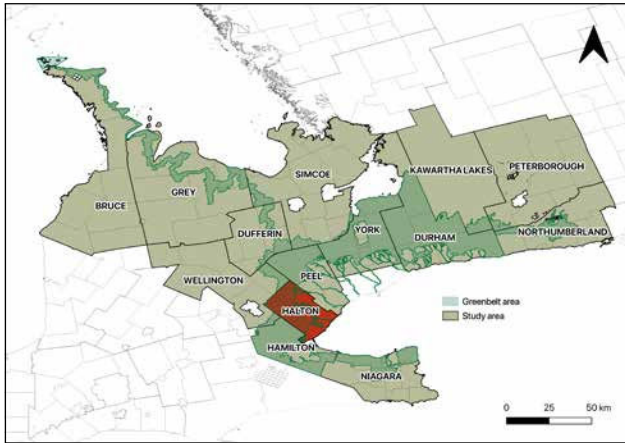 SIMCOE
KAWARTHA LAKES
PETERBOROUGH
GREY
BRUCE
DUFFERIN
YORK
DURHAM
NORTHUMBERLAND
WELLINGTON
PEEL
HALTON
HAMILTON
NIAGARA
Greenbelt area
Study area
0 25 50 km